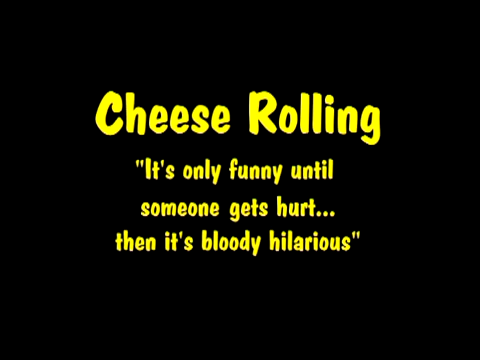 Cheese Rolling
"It's only funny until
someone gets hurt...
then it's bloody hilarious"